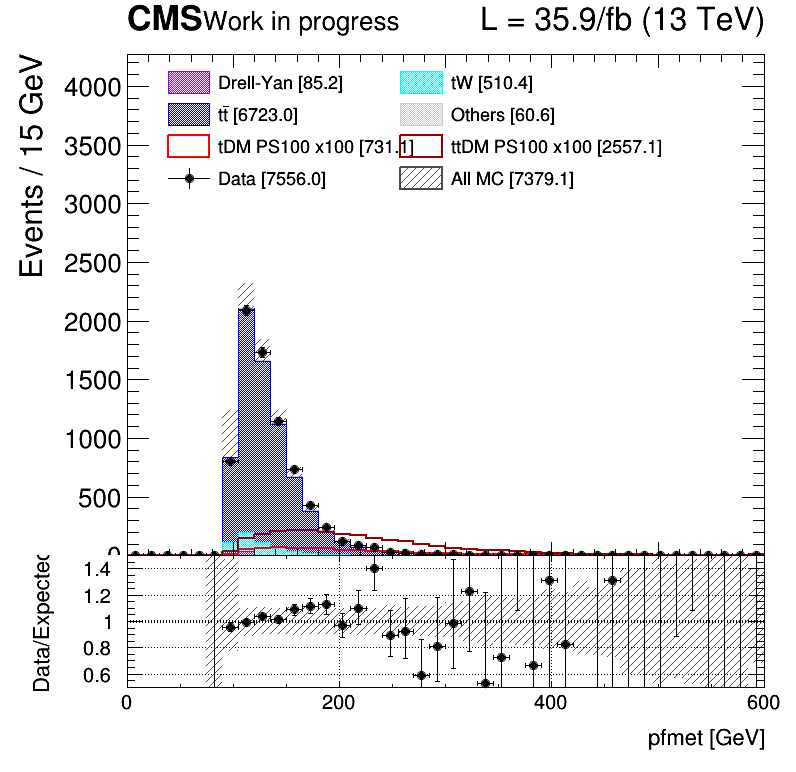 CMS Work in progress L = 35.9/fb (13 TeV)
Events / 15 GeV
4000
3500
3000
2500
2000
1500
1000
500
0
Drell-Yan [85.2] tW [510.4]
tt̄ [6723.0] Others [60.6]
tDM PS100 x100 [731.1] ttDM PS100 x100 [2557.1]
Data [7556.0] All MC [7379.1]
Data/Expected
1.4
1.2
1
0.8
0.6
0 200 400 600
pfmet [GeV]